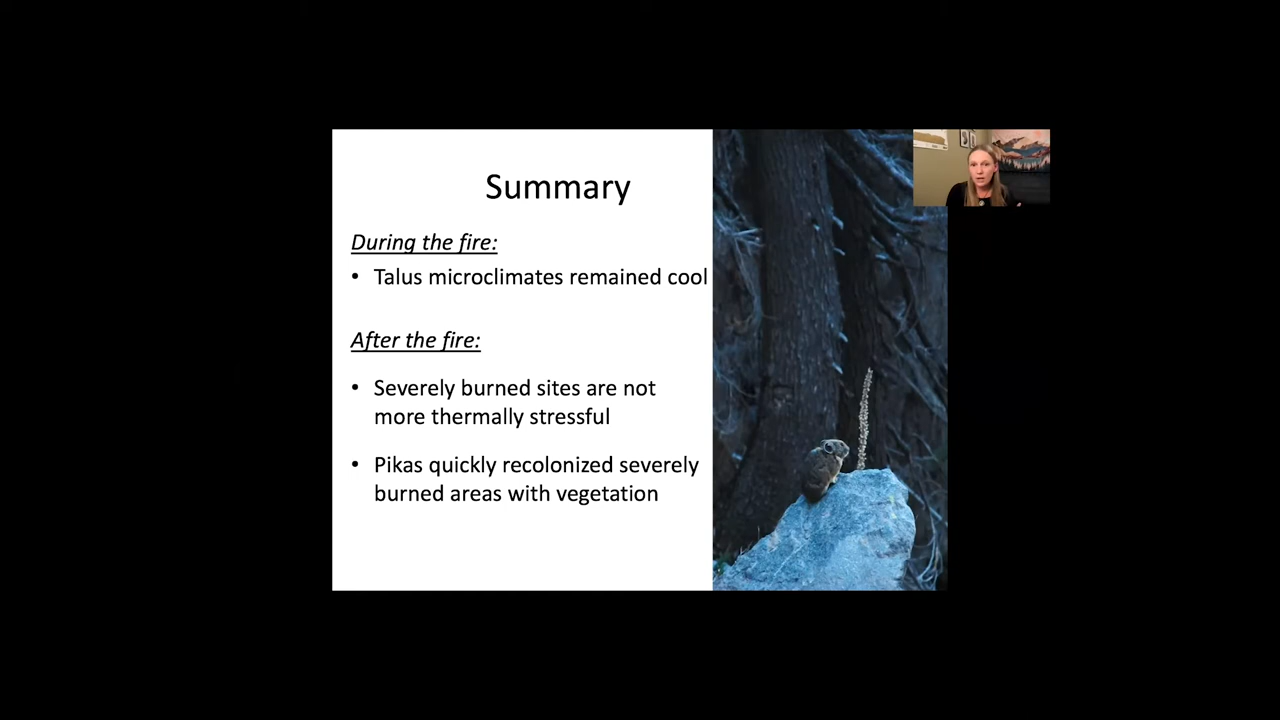 Summary
During the fire:
• Talus microclimates remained cool
After the fire:
• Severely burned sites are not
more thermally stressful
• Pikas quickly recolonized severely
burned areas with vegetation